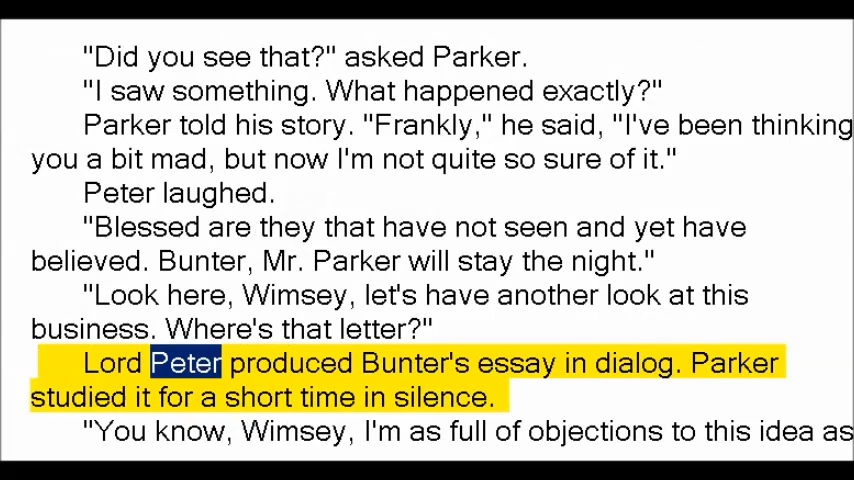 "Did you see that?" asked Parker.
"I saw something. What happened exactly?"
Parker told his story. "Frankly," he said, "I've been thinking
you a bit mad, but now I'm not quite so sure of it."
Peter laughed.
"Blessed are they that have not seen and yet have
believed. Bunter, Mr. Parker will stay the night."
"Look here, Wimsey, let's have another look at this
business. Where's that letter?"
Lord Peter produced Bunter's essay in dialog. Parker
studied it for a short time in silence.
"You know, Wimsey, I'm as full of objections to this idea as